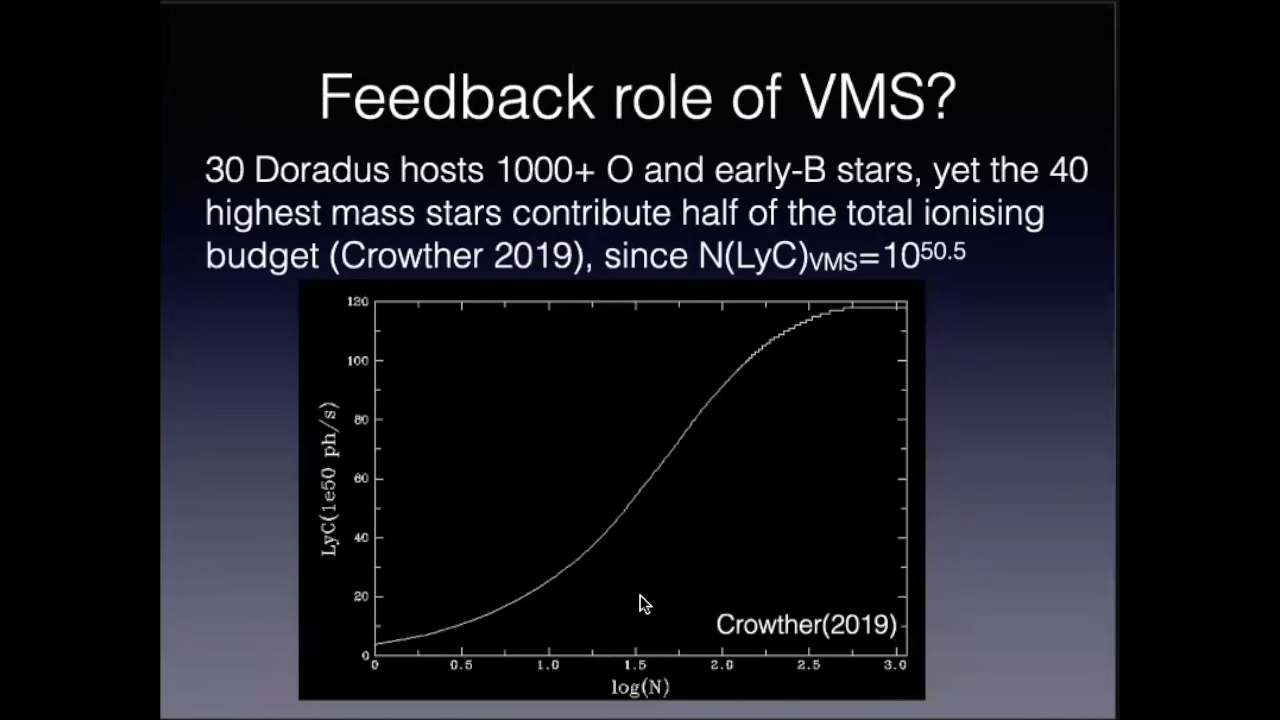 Feedback role of VMS?
30 Doradus hosts 1000+ O and early-B stars, yet the 40
highest mass stars contribute half of the total ionising
budget (Crowther 2019), since N(LyC)VMS=10^50.5
120
100
80
60
40
20
0
LyC(1e50 ph/s)
Crowther(2019)
0 0.5 1.0 1.5 2.0 2.5 3.0
log(N)